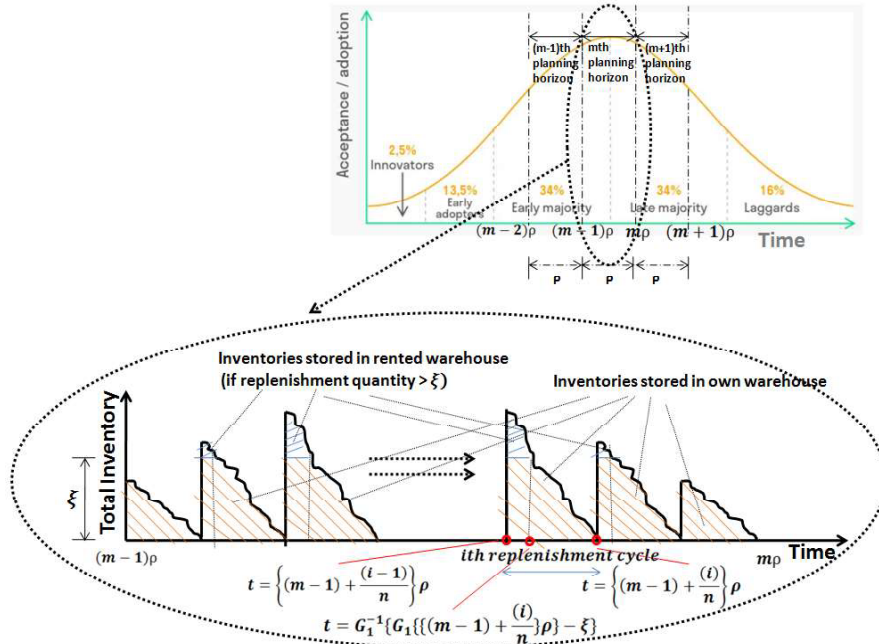 (m-1)th planning horizon
mth planning horizon
(m+1)th planning horizon
Acceptance / adoption
2,5%
Innovators
13,5%
Early adopters
34%
Early majority
34%
Late majority
16%
Laggards
(m − 2)ρ
(m − 1)ρ
mρ
(m + 1)ρ
Time
ρ
ρ
ρ
Inventories stored in rented warehouse
(if replenishment quantity > ξ)
Inventories stored in own warehouse
Total Inventory
ξ
(m − 1)ρ
ith replenishment cycle
mρ
Time
t = {(m − 1) + (i − 1)/n} ρ
t = {(m − 1) + (i)/n} ρ
t = G₁⁻¹{G₁{{(m − 1) + (i)/n}ρ} − ξ}